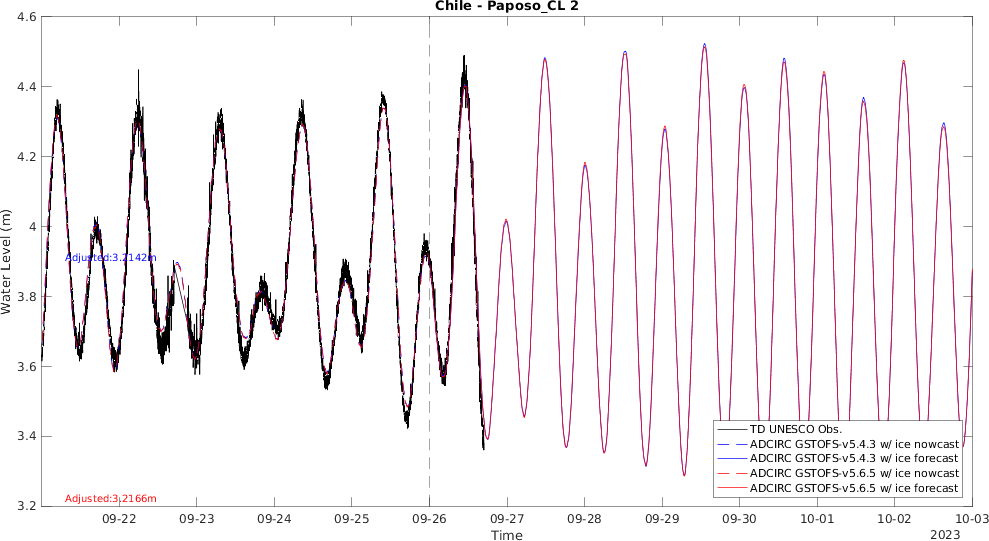 Chile - Paposo_CL 2
4.6
4.4
4.2
4
3.8
3.6
3.4
3.2
Water Level (m)
Adjusted:3.2142m
Adjusted:3.2166m
TD UNESCO Obs.
ADCIRC GSTOFS-v5.4.3 w/ ice nowcast
ADCIRC GSTOFS-v5.4.3 w/ ice forecast
ADCIRC GSTOFS-v5.6.5 w/ ice nowcast
ADCIRC GSTOFS-v5.6.5 w/ ice forecast
09-22 09-23 09-24 09-25 09-26 09-27 09-28 09-29 09-30 10-01 10-02 10-03
Time
2023